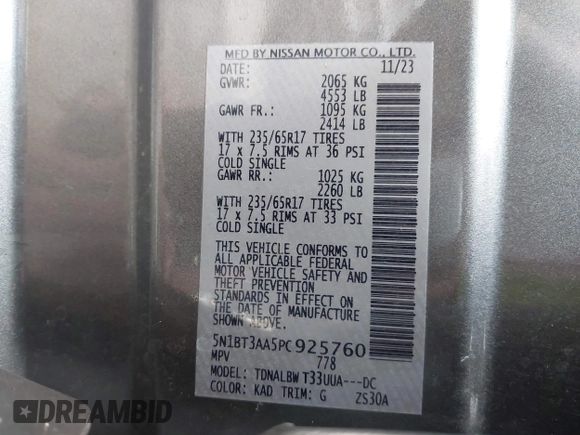 MFD BY NISSAN MOTOR CO., LTD.
DATE: 11/23
GVWR: 2065 KG
4553 LB
GAWR FR.: 1095 KG
2414 LB
WITH 235/65R17 TIRES
17 x 7.5 RIMS AT 36 PSI
COLD SINGLE
GAWR RR.: 1025 KG
2260 LB
WITH 235/65R17 TIRES
17 x 7.5 RIMS AT 33 PSI
COLD SINGLE
THIS VEHICLE CONFORMS TO
ALL APPLICABLE FEDERAL
MOTOR VEHICLE SAFETY AND
THEFT PREVENTION
STANDARDS IN EFFECT ON
THE DATE OF MANUFACTURE
SHOWN ABOVE.
5N1BT3AA5PC925760
MPV 778
MODEL: TDNALBW T33UUA---DC
COLOR: KAD TRIM: G ZS30A
DREAMBID